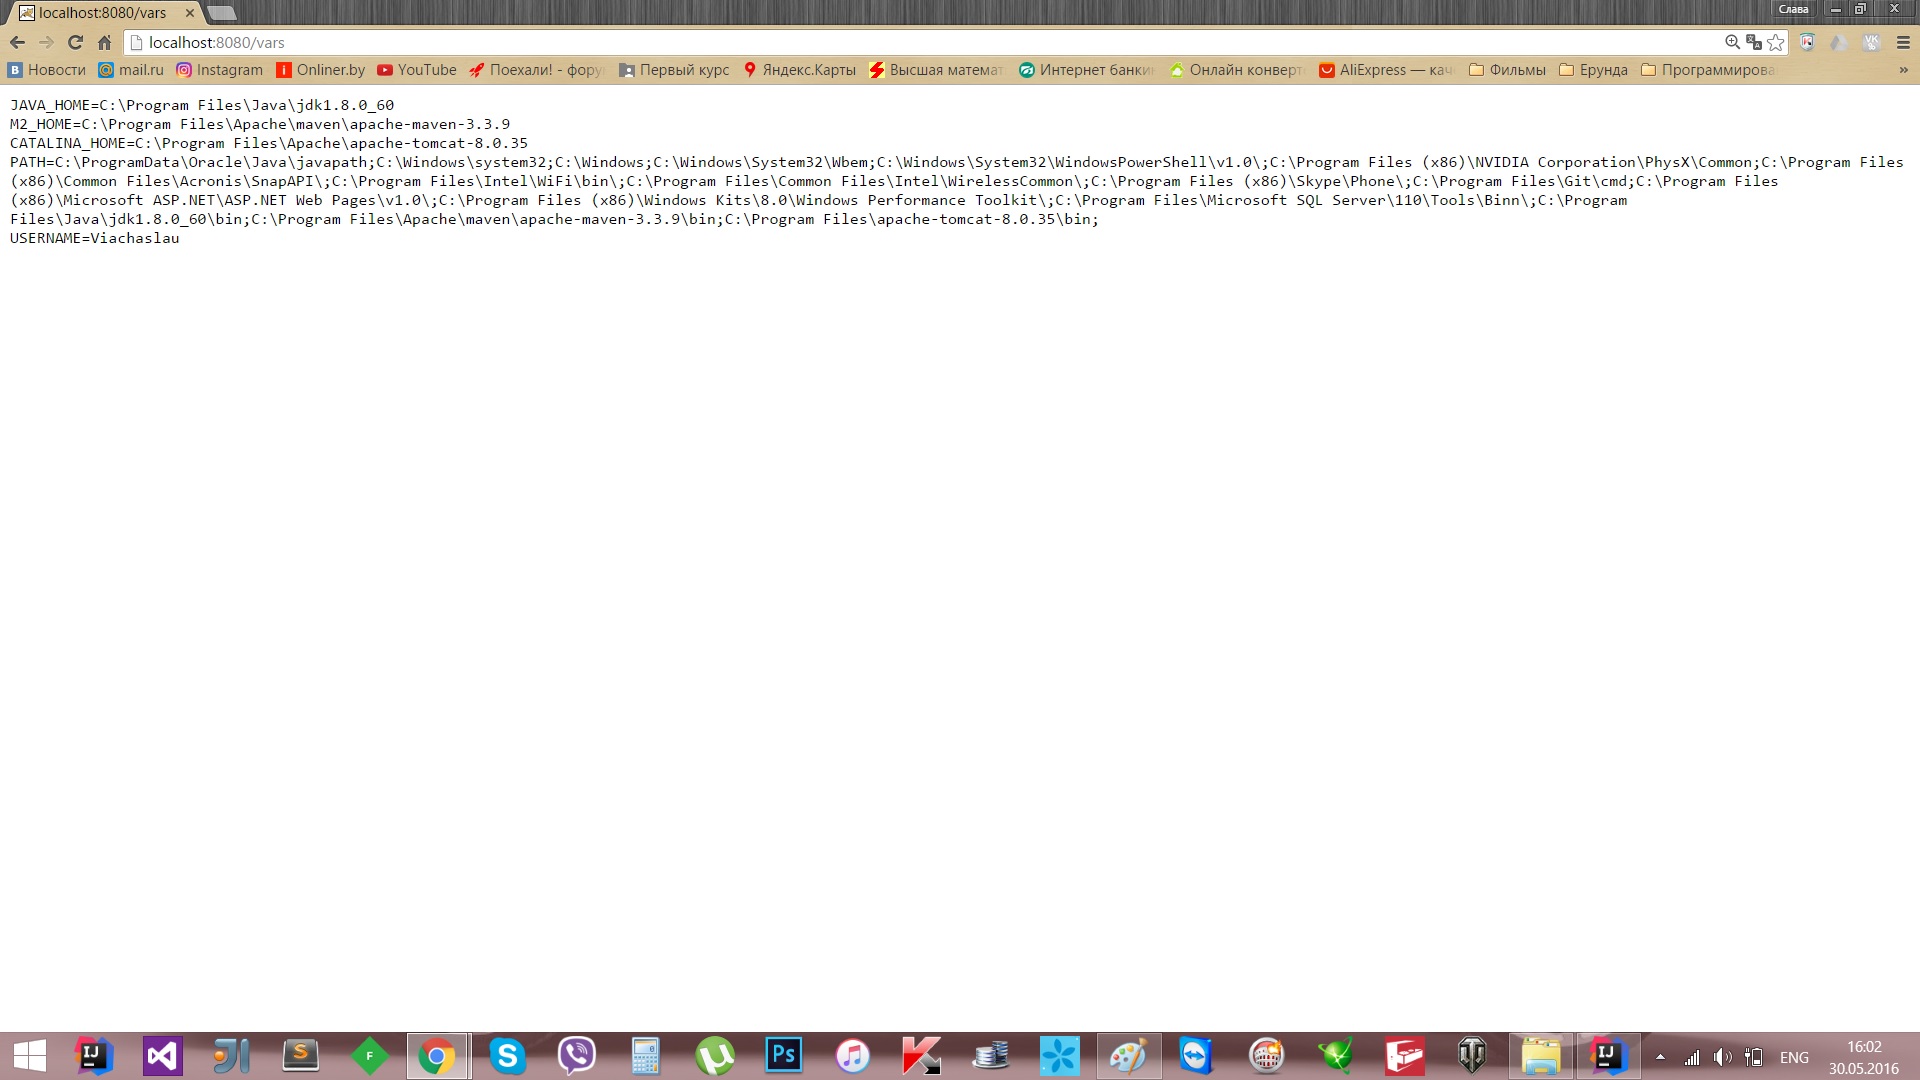 localhost:8080/vars
Слава
localhost:8080/vars
Новости mail.ru Instagram Onliner.by YouTube Поехали! - фору Первый курс Яндекс.Карты Высшая математ Интернет банки Онлайн конверт AliExpress — кач Фильмы Ерунда Программирова »
JAVA_HOME=C:\Program Files\Java\jdk1.8.0_60
M2_HOME=C:\Program Files\Apache\maven\apache-maven-3.3.9
CATALINA_HOME=C:\Program Files\Apache\apache-tomcat-8.0.35
PATH=C:\ProgramData\Oracle\Java\javapath;C:\Windows\system32;C:\Windows;C:\Windows\System32\Wbem;C:\Windows\System32\WindowsPowerShell\v1.0\;C:\Program Files (x86)\NVIDIA Corporation\PhysX\Common;C:\Program Files
(x86)\Common Files\Acronis\SnapAPI\;C:\Program Files\Intel\WiFi\bin\;C:\Program Files\Common Files\Intel\WirelessCommon\;C:\Program Files (x86)\Skype\Phone\;C:\Program Files\Git\cmd;C:\Program Files
(x86)\Microsoft ASP.NET\ASP.NET Web Pages\v1.0\;C:\Program Files (x86)\Windows Kits\8.0\Windows Performance Toolkit\;C:\Program Files\Microsoft SQL Server\110\Tools\Binn\;C:\Program
Files\Java\jdk1.8.0_60\bin;C:\Program Files\Apache\maven\apache-maven-3.3.9\bin;C:\Program Files\apache-tomcat-8.0.35\bin;
USERNAME=Viachaslau
ENG
16:02
30.05.2016